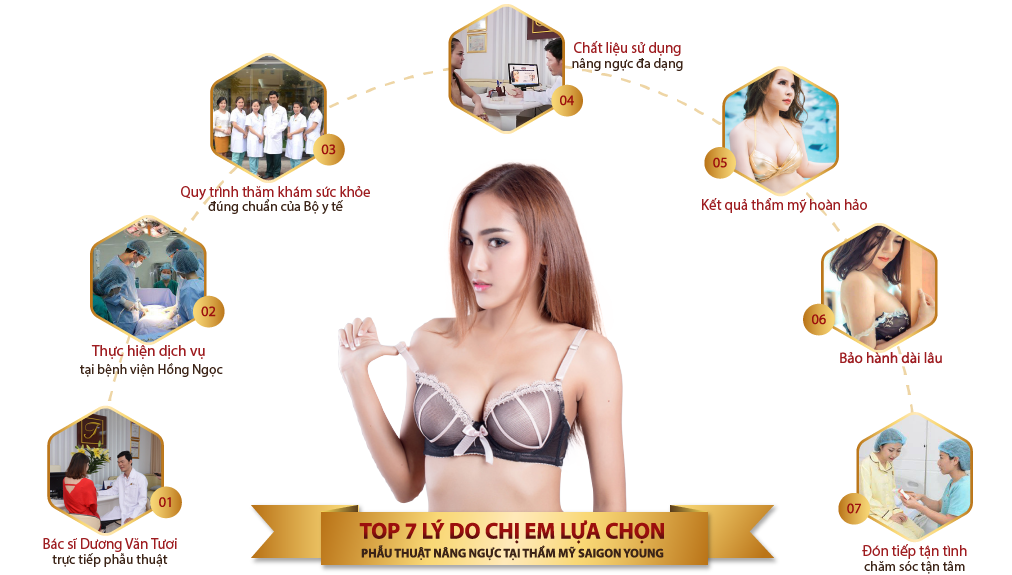 04
Chất liệu sử dụng
nâng ngực đa dạng
03
Quy trình thăm khám sức khỏe
đúng chuẩn của Bộ y tế
05
Kết quả thẩm mỹ hoàn hảo
02
Thực hiện dịch vụ
tại bệnh viện Hồng Ngọc
06
Bảo hành dài lâu
01
Bác sĩ Dương Văn Tươi
trực tiếp phẫu thuật
07
Đón tiếp tận tình
chăm sóc tận tâm
TOP 7 LÝ DO CHỊ EM LỰA CHỌN
PHẪU THUẬT NÂNG NGỰC TẠI THẨM MỸ SAIGON YOUNG